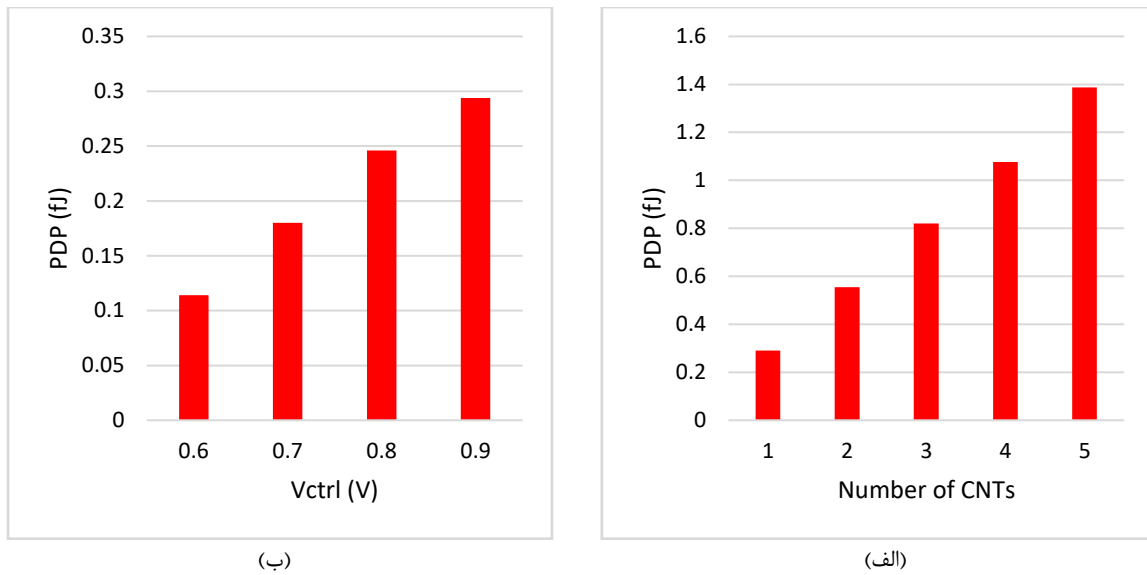 0.35
0.3
0.25
0.2
0.15
0.1
0.05
0
PDP (fJ)
0.6 0.7 0.8 0.9
Vctrl (V)
(ب)
1.6
1.4
1.2
1
0.8
0.6
0.4
0.2
0
PDP (fJ)
1 2 3 4 5
Number of CNTs
(الف)